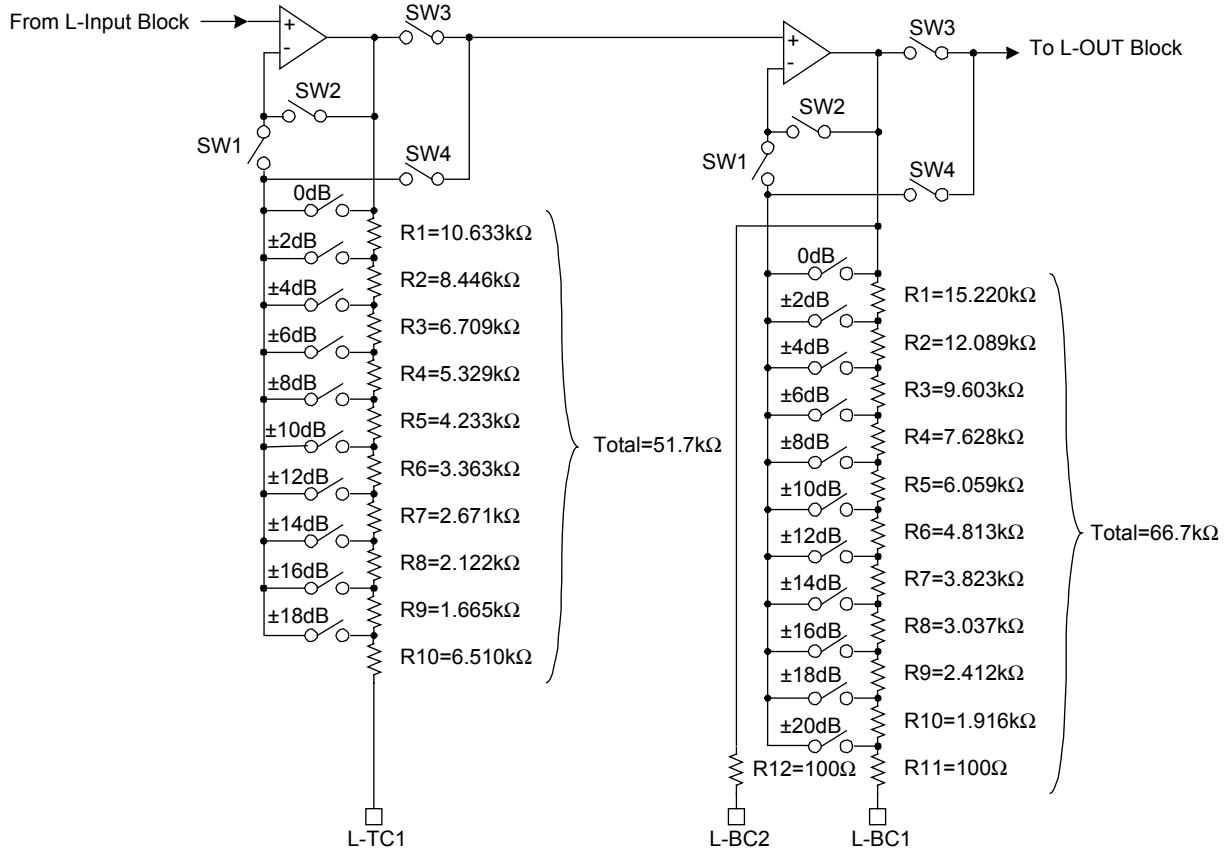 From L-Input Block
+
-
SW3
SW2
SW1
SW4
0dB
±2dB
±4dB
±6dB
±8dB
±10dB
±12dB
±14dB
±16dB
±18dB
R1=10.633kΩ
R2=8.446kΩ
R3=6.709kΩ
R4=5.329kΩ
R5=4.233kΩ
R6=3.363kΩ
R7=2.671kΩ
R8=2.122kΩ
R9=1.665kΩ
R10=6.510kΩ
Total=51.7kΩ
L-TC1
+
-
SW3
To L-OUT Block
SW2
SW1
SW4
0dB
±2dB
±4dB
±6dB
±8dB
±10dB
±12dB
±14dB
±16dB
±18dB
±20dB
R1=15.220kΩ
R2=12.089kΩ
R3=9.603kΩ
R4=7.628kΩ
R5=6.059kΩ
R6=4.813kΩ
R7=3.823kΩ
R8=3.037kΩ
R9=2.412kΩ
R10=1.916kΩ
R12=100Ω
R11=100Ω
Total=66.7kΩ
L-BC2
L-BC1